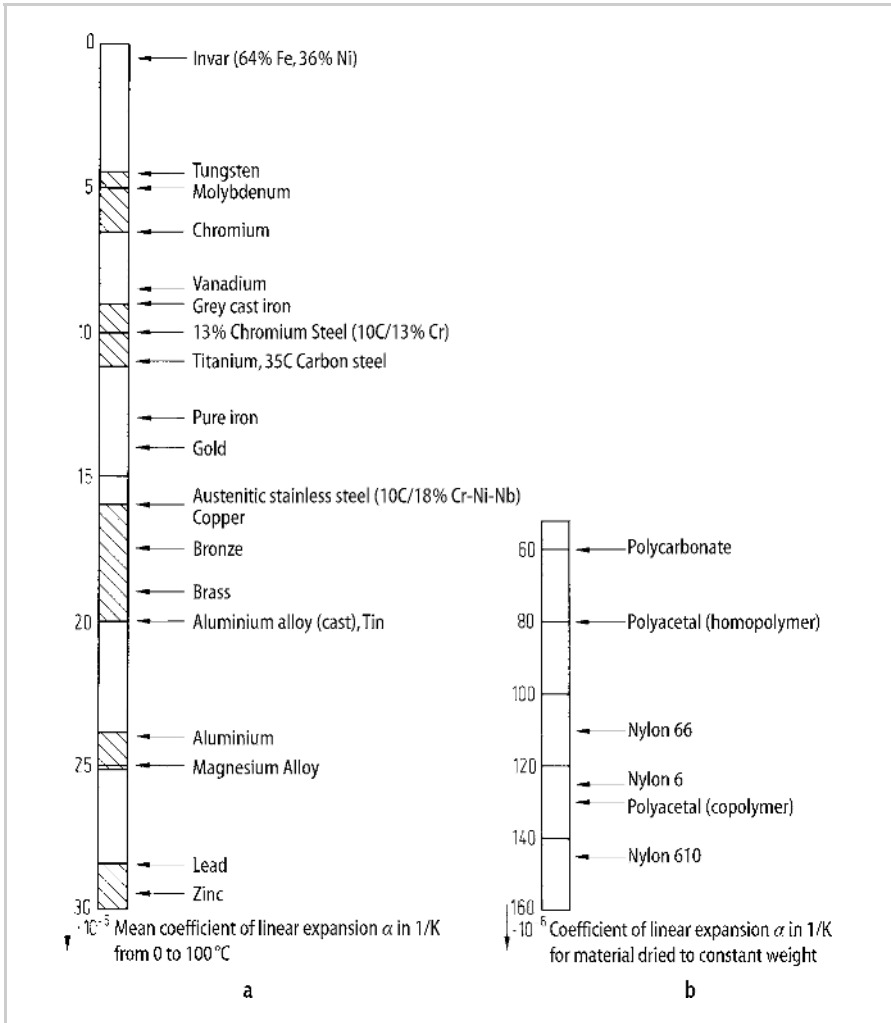 0
Invar (64% Fe, 36% Ni)
Tungsten
5
Molybdenum
Chromium
Vanadium
Grey cast iron
10
13% Chromium Steel (10C/13% Cr)
Titanium, 35C Carbon steel
Pure iron
Gold
15
Austenitic stainless steel (10C/18% Cr-Ni-Nb)
Copper
Bronze
Brass
20
Aluminium alloy (cast), Tin
Aluminium
25
Magnesium Alloy
Lead
Zinc
30
Mean coefficient of linear expansion α in 1/K
from 0 to 100 °C
a
60
Polycarbonate
80
Polyacetal (homopolymer)
100
Nylon 66
120
Nylon 6
Polyacetal (copolymer)
140
Nylon 610
160
Coefficient of linear expansion α in 1/K
for material dried to constant weight
b